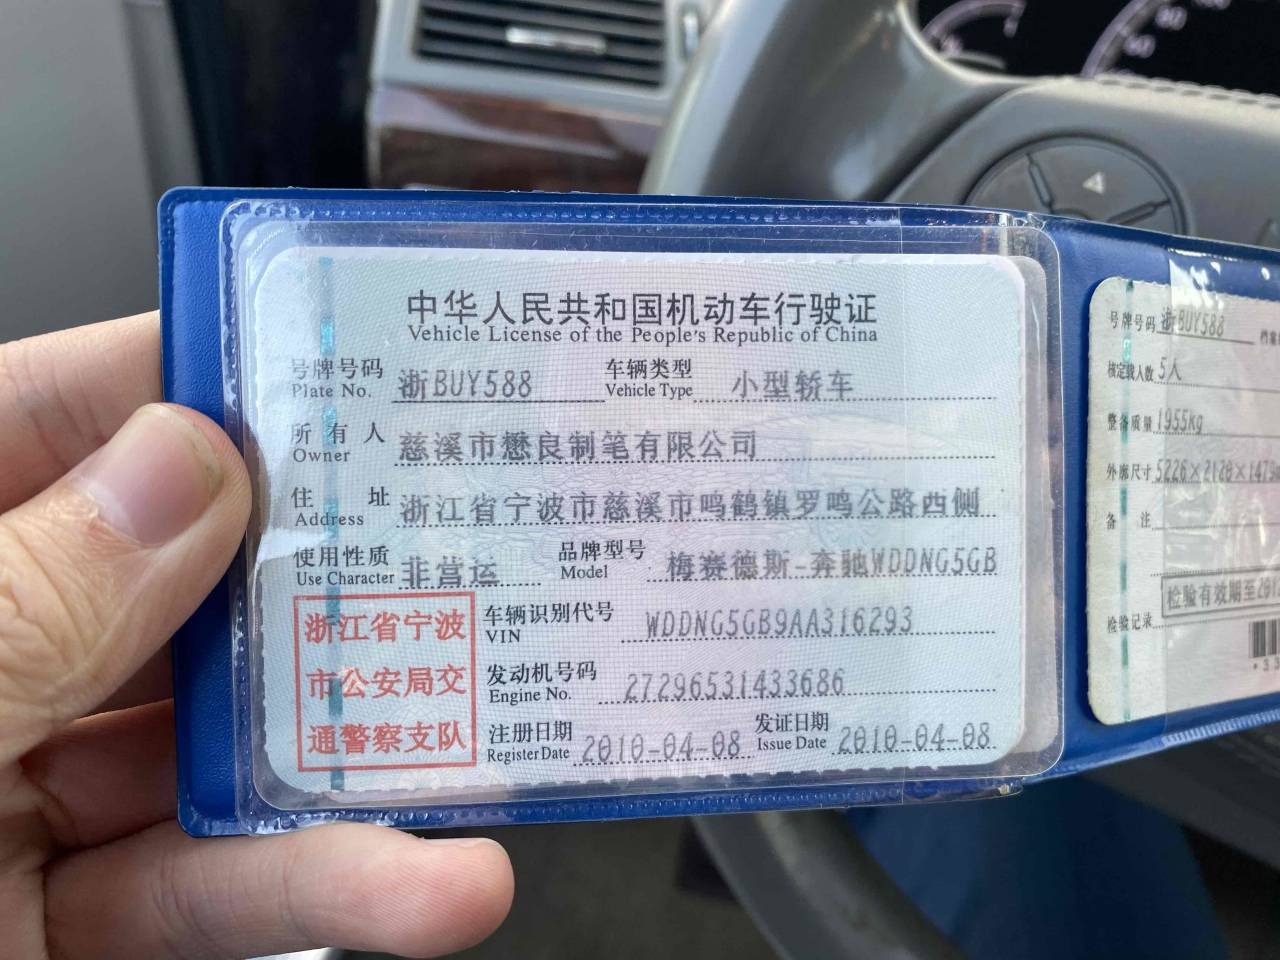 中华人民共和国机动车行驶证
Vehicle License of the People's Republic of China
号牌号码 浙BUY588 车辆类型 小型轿车
Plate No. Vehicle Type
所有人 慈溪市懋良制笔有限公司
Owner
住址 浙江省宁波市慈溪市鸣鹤镇罗鸣公路西侧
Address
使用性质 非营运 品牌型号 梅赛德斯-奔驰WDDNG5GB
Use Character Model
浙江省宁波
市公安局交
通警察支队
车辆识别代号 WDDNG5GB9AA316293
VIN
发动机号码 27296531433686
Engine No.
注册日期 2010-04-08 发证日期 2010-04-08
Register Date Issue Date
号牌号码 浙BUY588
核定载人数 5人
整备质量 1955Kg
外廓尺寸 5226×2120×147
备注
检验有效期至201
检验记录